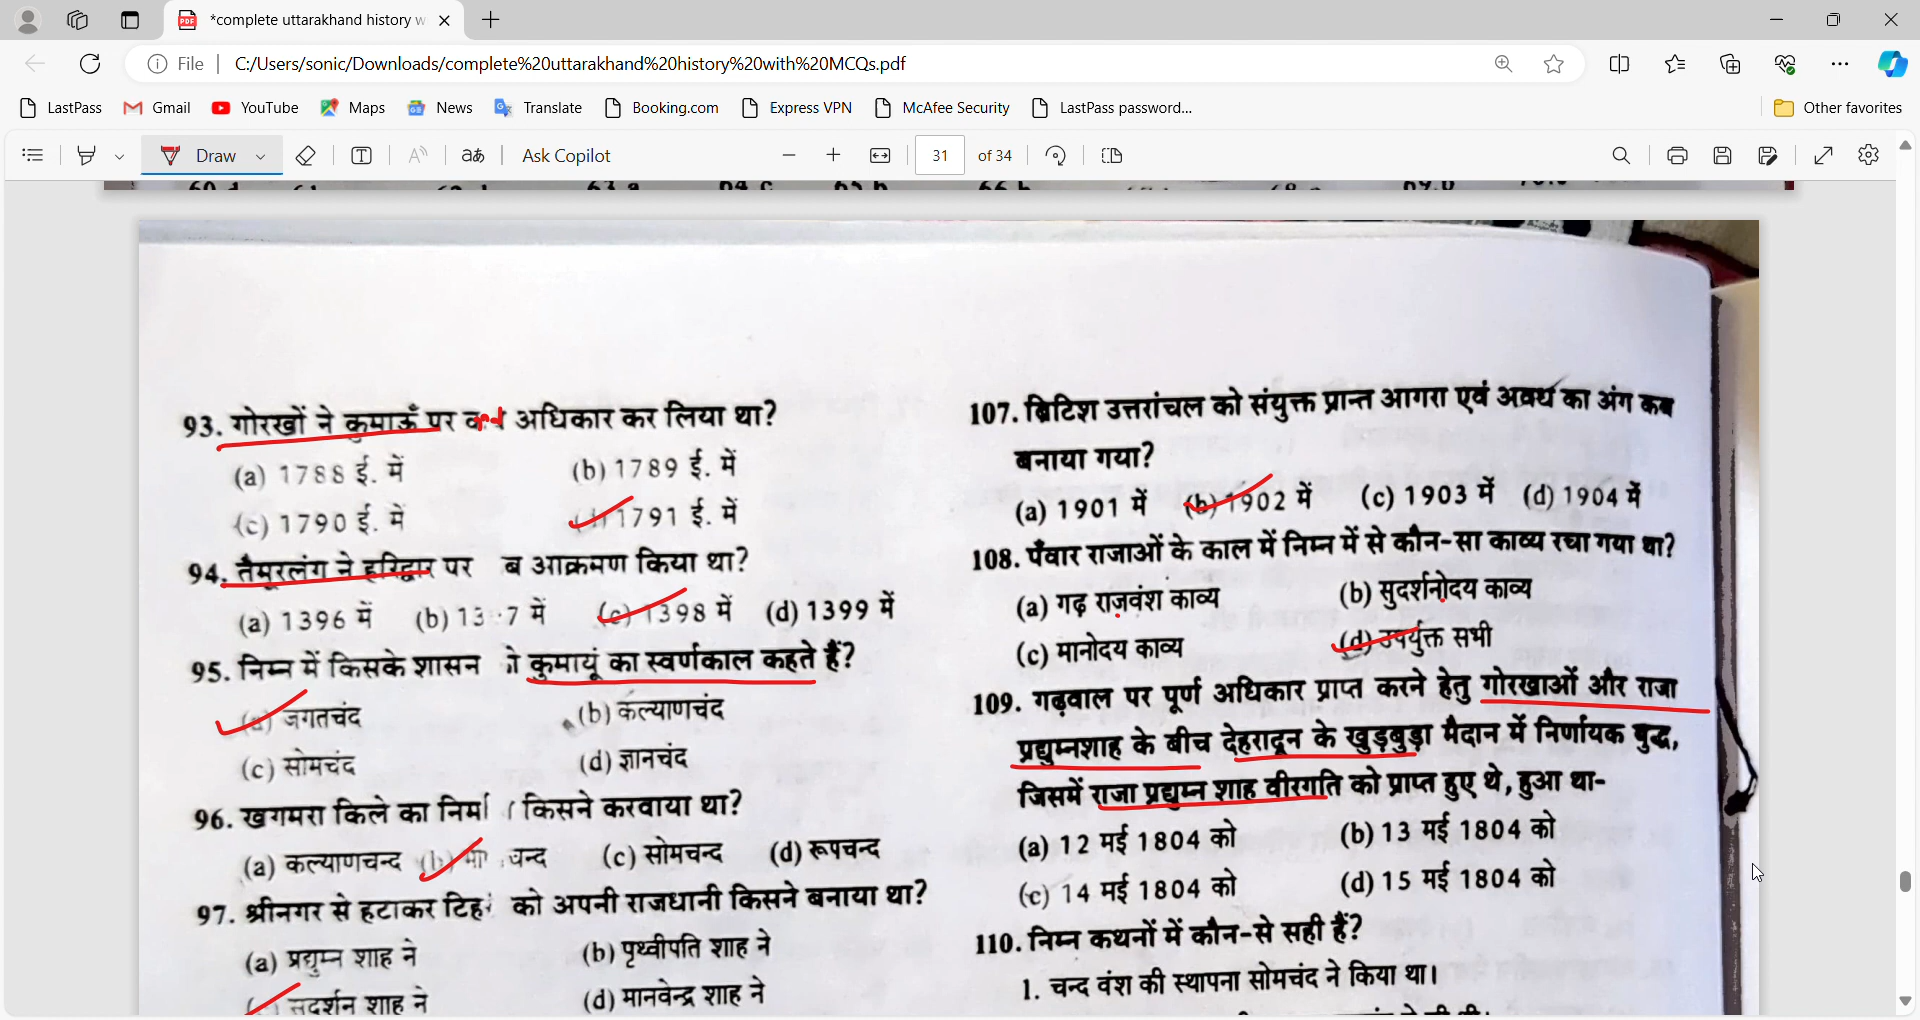 *complete uttarakhand history w
File C:/Users/sonic/Downloads/complete%20uttarakhand%20history%20with%20MCQs.pdf
LastPass Gmail YouTube Maps News Translate Booking.com Express VPN McAfee Security LastPass password... Other favorites
Draw Ask Copilot 31 of 34
93. गोरखों ने कुमाऊँ पर अधिकार कर लिया था?
(a) 1788 ई. में (b) 1789 ई. में
(c) 1790 ई. में 1791 ई. में
94. तैमूरलंग ने हरिद्वार पर ब आक्रमण किया था?
(a) 1396 में (b) 13 7 में (c) 1398 में (d) 1399 में
95. निम्न में किसके शासन को कुमायूं का स्वर्णकाल कहते हैं?
(a) जगतचंद (b) कल्याणचंद
(c) सोमचंद (d) ज्ञानचंद
96. खगमरा किले का निर्मा किसने करवाया था?
(a) कल्याणचन्द (b) चन्द (c) सोमचन्द (d) रूपचन्द
97. श्रीनगर से हटाकर टिहरी को अपनी राजधानी किसने बनाया था?
(a) प्रद्युम्न शाह ने (b) पृथ्वीपति शाह ने
सुदर्शन शाह ने (d) मानवेन्द्र शाह ने
107. ब्रिटिश उत्तरांचल को संयुक्त प्रान्त आगरा एवं अवध का अंग कब
बनाया गया?
(a) 1901 में (b) 1902 में (c) 1903 में (d) 1904 में
108. पँवार राजाओं के काल में निम्न में से कौन-सा काव्य रचा गया था?
(a) गढ़ राजवंश काव्य (b) सुदर्शनोदय काव्य
(c) मानोदय काव्य (d) उपर्युक्त सभी
109. गढ़वाल पर पूर्ण अधिकार प्राप्त करने हेतु गोरखाओं और राजा
प्रद्युम्नशाह के बीच देहरादून के खुड़बुड़ा मैदान में निर्णायक युद्ध,
जिसमें राजा प्रद्युम्न शाह वीरगति को प्राप्त हुए थे, हुआ था-
(a) 12 मई 1804 को (b) 13 मई 1804 को
(c) 14 मई 1804 को (d) 15 मई 1804 को
110. निम्न कथनों में कौन-से सही हैं?
1. चन्द वंश की स्थापना सोमचंद ने किया था।